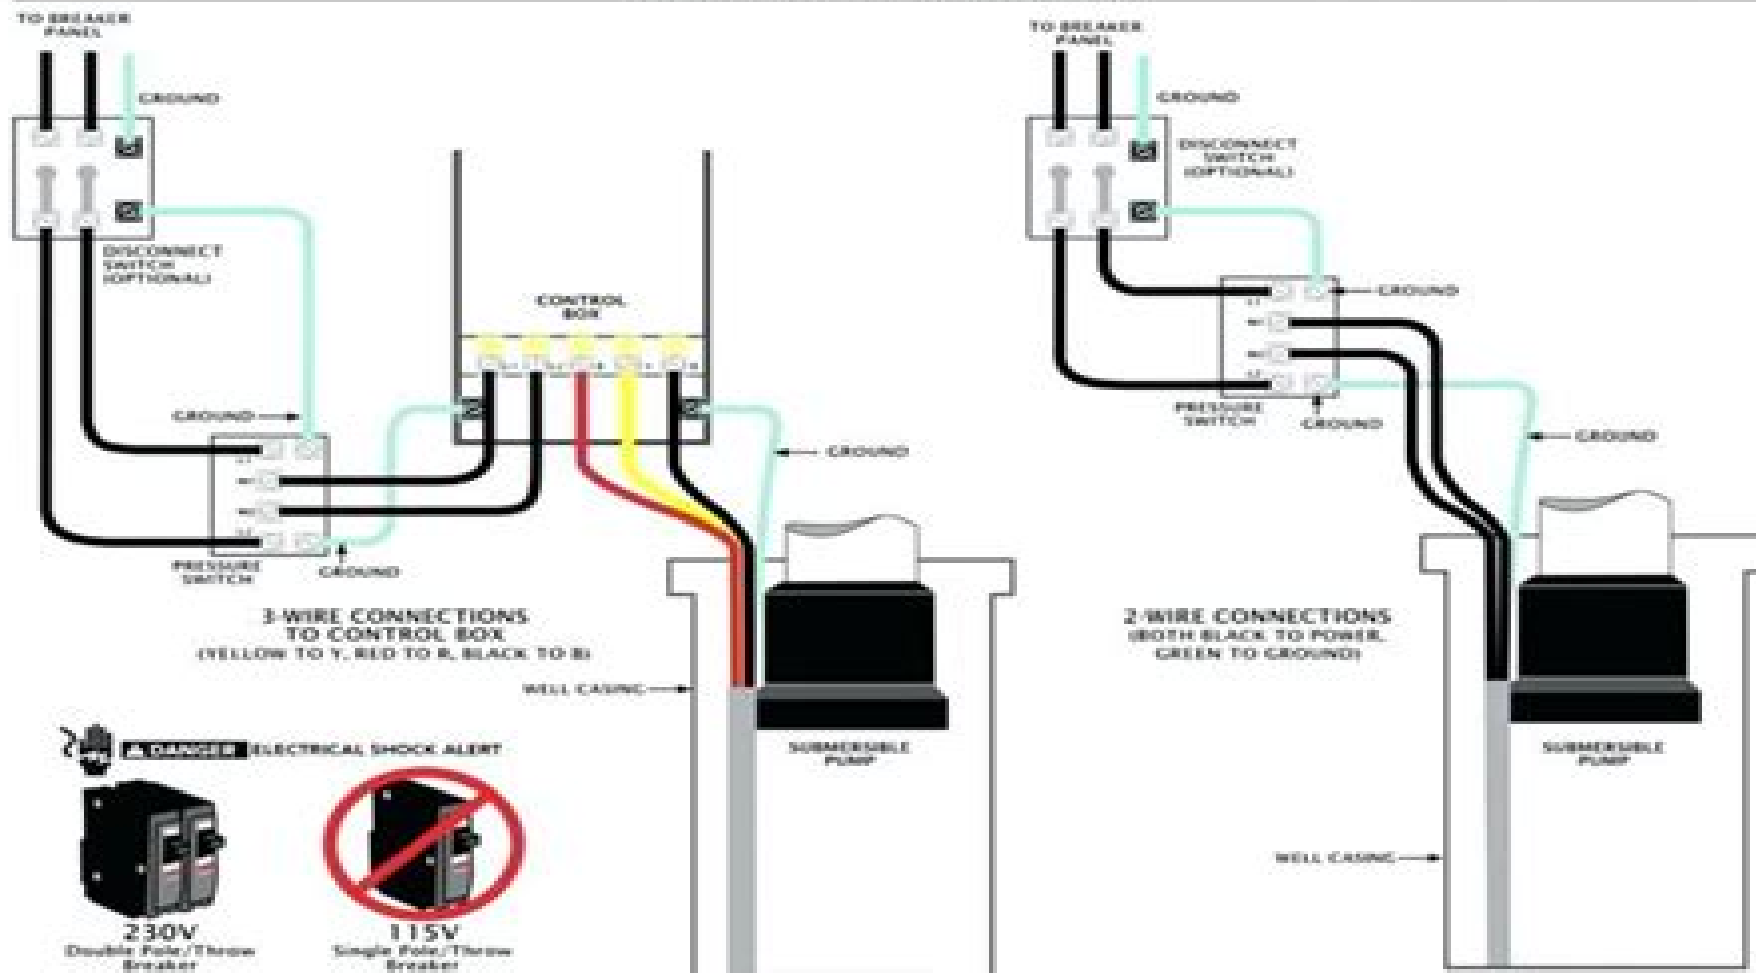 TO BREAKER
PANEL
GROUND
DISCONNECT
SWITCH
(OPTIONAL)
CONTROL
BOX
GROUND
PRESSURE
SWITCH
GROUND
GROUND
3-WIRE CONNECTIONS
TO CONTROL BOX
(YELLOW TO Y, RED TO R, BLACK TO B)
WELL CASING
SUBMERSIBLE
PUMP
DANGER ELECTRICAL SHOCK ALERT
230V
Double Pole/Throw
Breaker
115V
Single Pole/Throw
Breaker
TO BREAKER
PANEL
GROUND
DISCONNECT
SWITCH
(OPTIONAL)
GROUND
PRESSURE
SWITCH
GROUND
GROUND
2-WIRE CONNECTIONS
(BOTH BLACK TO POWER,
GREEN TO GROUND)
SUBMERSIBLE
PUMP
WELL CASING